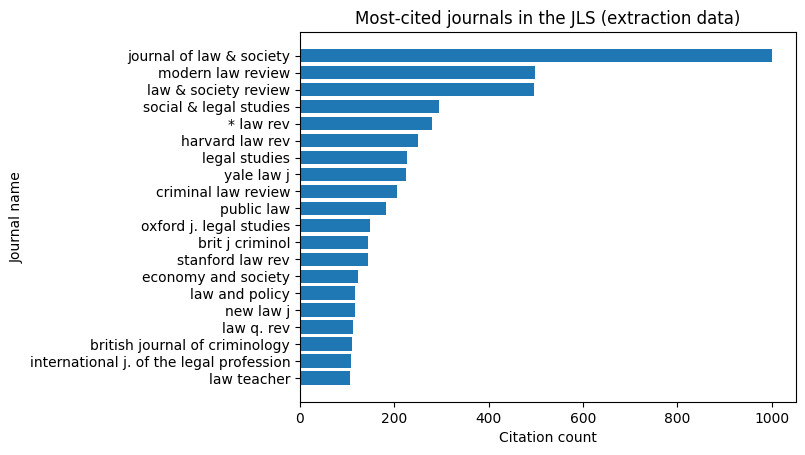 Most-cited journals in the JLS (extraction data)
Journal name
journal of law & society
modern law review
law & society review
social & legal studies
* law rev
harvard law rev
legal studies
yale law j
criminal law review
public law
oxford j. legal studies
brit j criminol
stanford law rev
economy and society
law and policy
new law j
law q. rev
british journal of criminology
international j. of the legal profession
law teacher
0 200 400 600 800 1000
Citation count